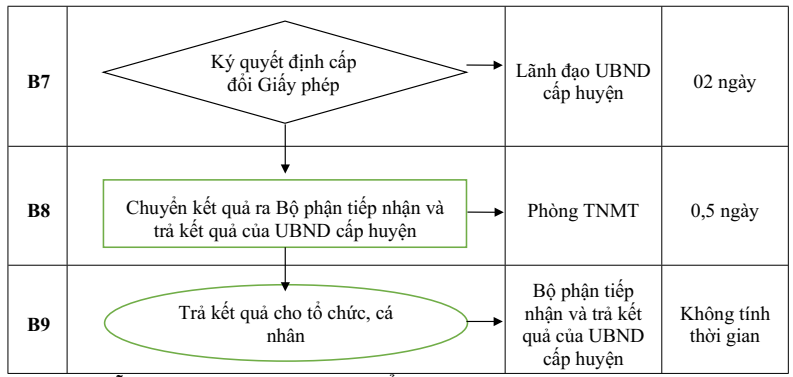 B7
Ký quyết định cấp
đổi Giấy phép
Lãnh đạo UBND
cấp huyện
02 ngày
B8
Chuyển kết quả ra Bộ phận tiếp nhận và
trả kết quả của UBND cấp huyện
Phòng TNMT
0,5 ngày
B9
Trả kết quả cho tổ chức, cá
nhân
Bộ phận tiếp
nhận và trả kết
quả của UBND
cấp huyện
Không tính
thời gian